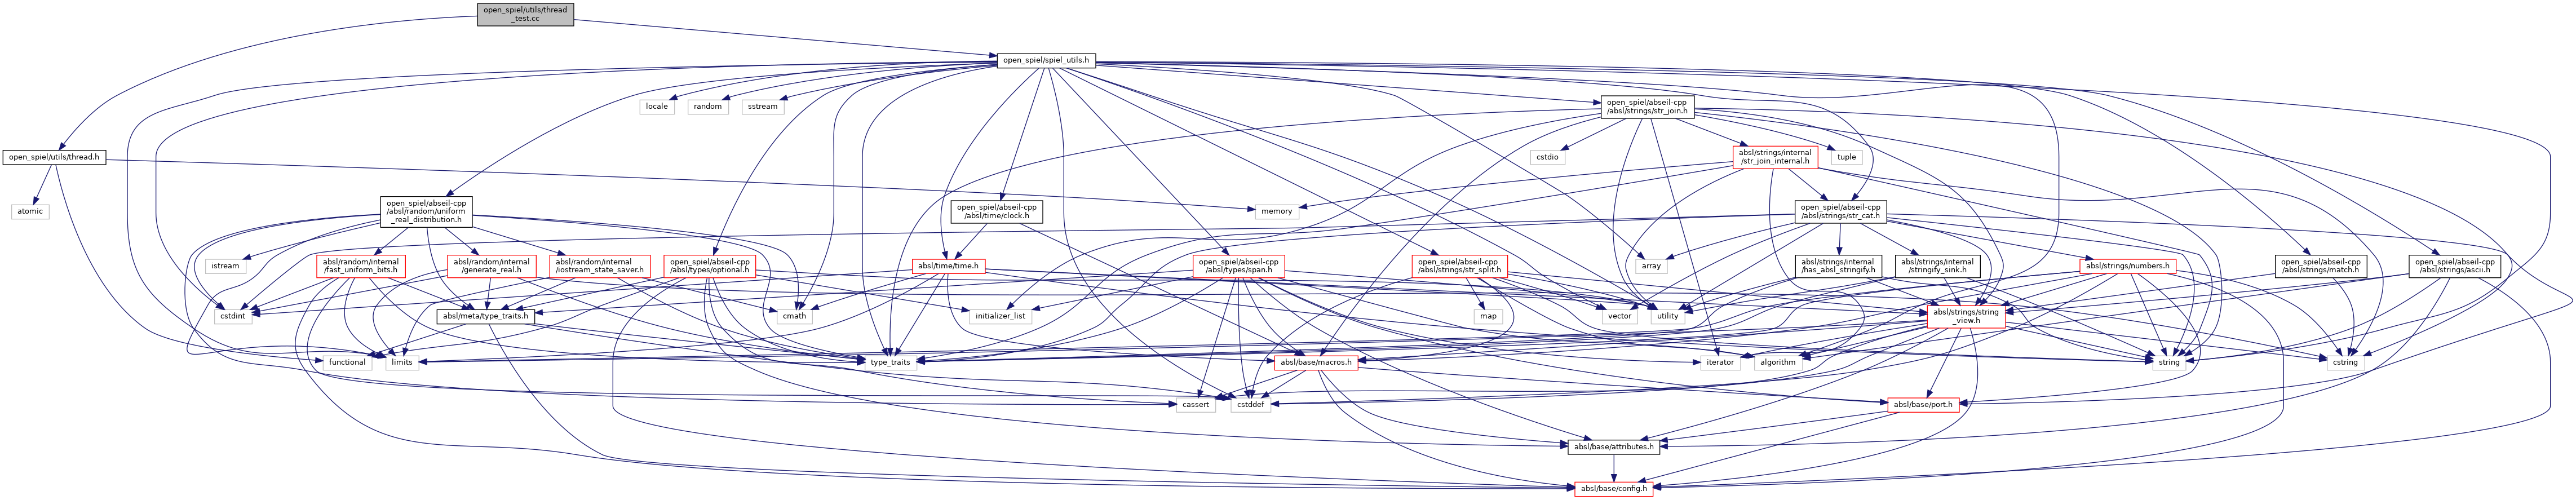 open_spiel/utils/thread
_test.cc
open_spiel/spiel_utils.h
locale
random
sstream
open_spiel/abseil-cpp
/absl/strings/str_join.h
open_spiel/utils/thread.h
cstdio
absl/strings/internal
/str_join_internal.h
tuple
atomic
open_spiel/abseil-cpp
/absl/random/uniform
_real_distribution.h
open_spiel/abseil-cpp
/absl/time/clock.h
memory
open_spiel/abseil-cpp
/absl/strings/str_cat.h
istream
absl/random/internal
/fast_uniform_bits.h
absl/random/internal
/generate_real.h
absl/random/internal
/iostream_state_saver.h
open_spiel/abseil-cpp
/absl/types/optional.h
absl/time/time.h
open_spiel/abseil-cpp
/absl/types/span.h
open_spiel/abseil-cpp
/absl/strings/str_split.h
array
absl/strings/internal
/has_absl_stringify.h
absl/strings/internal
/stringify_sink.h
absl/strings/numbers.h
open_spiel/abseil-cpp
/absl/strings/match.h
open_spiel/abseil-cpp
/absl/strings/ascii.h
cstdint
absl/meta/type_traits.h
cmath
initializer_list
map
vector
utility
absl/strings/string
_view.h
functional
limits
type_traits
absl/base/macros.h
iterator
algorithm
string
cstring
cassert
cstddef
absl/base/port.h
absl/base/attributes.h
absl/base/config.h